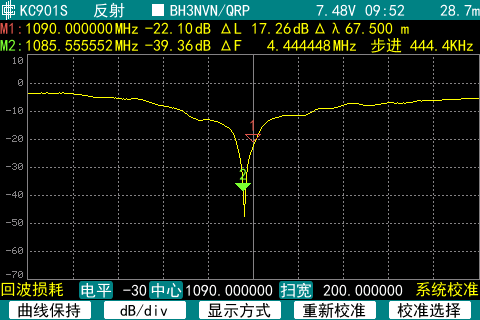 KC901S 反射 BH3NVN/QRP 7.48V 09:52 28.7m
M1:1090.000000MHz -22.10dB ΔL 17.26dB Δλ67.500 m
M2:1085.555552MHz -39.36dB ΔF 4.444448MHz 步进 444.4KHz
10
0
-10
-20
1
-30
2
-40
-50
-60
-70
回波损耗 电平 -30 中心 1090.000000 扫宽 200.000000 系统校准
曲线保持 dB/div 显示方式 重新校准 校准选择